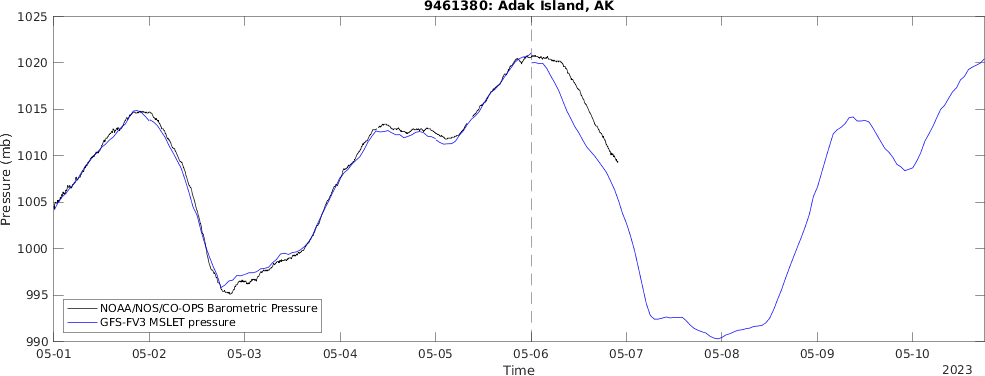 9461380: Adak Island, AK
1025
1020
1015
1010
1005
1000
995
990
Pressure (mb)
NOAA/NOS/CO-OPS Barometric Pressure
GFS-FV3 MSLET pressure
05-01 05-02 05-03 05-04 05-05 05-06 05-07 05-08 05-09 05-10
Time
2023